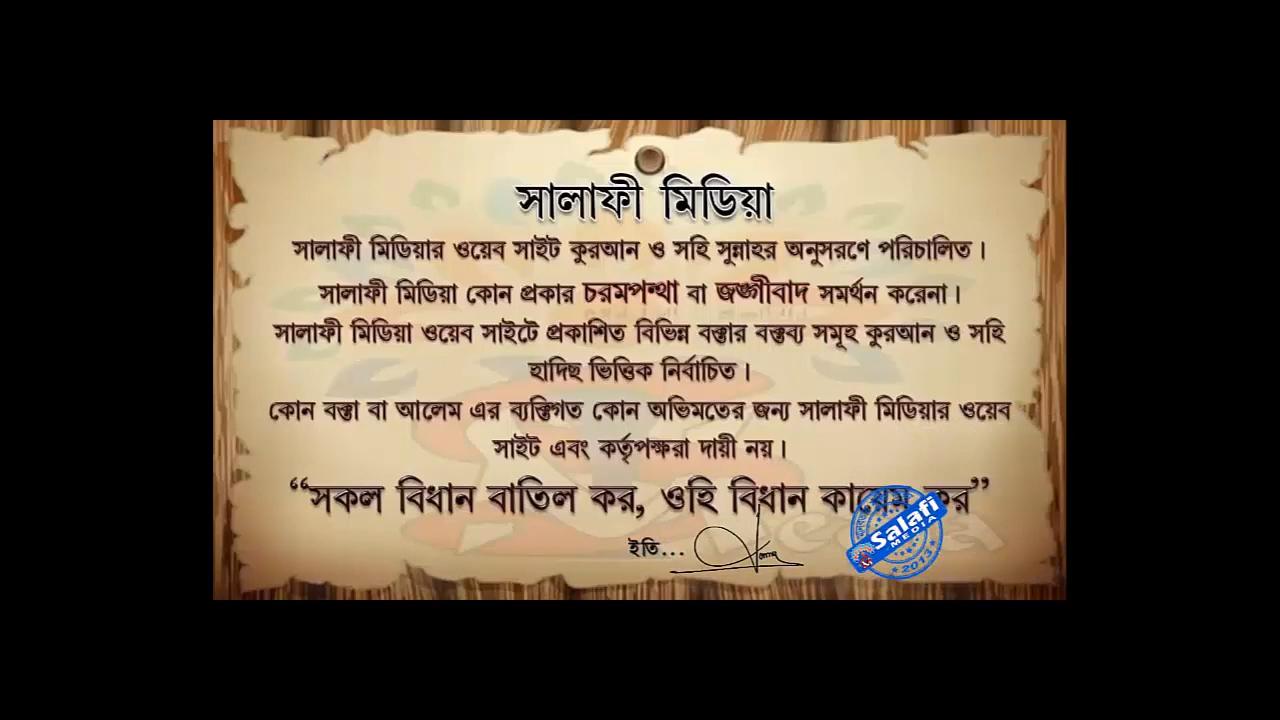 সালাফী মিডিয়া
সালাফী মিডিয়ার ওয়েব সাইট কুরআন ও সহি সুন্নাহর অনুসরণে পরিচালিত।
সালাফী মিডিয়া কোন প্রকার চরমপন্থা বা জঙ্গীবাদ সমর্থন করেনা।
সালাফী মিডিয়া ওয়েব সাইটে প্রকাশিত বিভিন্ন বক্তার বক্তব্য সমূহ কুরআন ও সহি
হাদিছ ভিত্তিক নির্বাচিত।
কোন বক্তা বা আলেম এর ব্যক্তিগত কোন অভিমতের জন্য সালাফী মিডিয়ার ওয়েব
সাইট এবং কর্তৃপক্ষরা দায়ী নয়।
“সকল বিধান বাতিল কর, ওহি বিধান কায়েম কর”
ইতি...
Salafi
MEDIA
★ 2013 ★